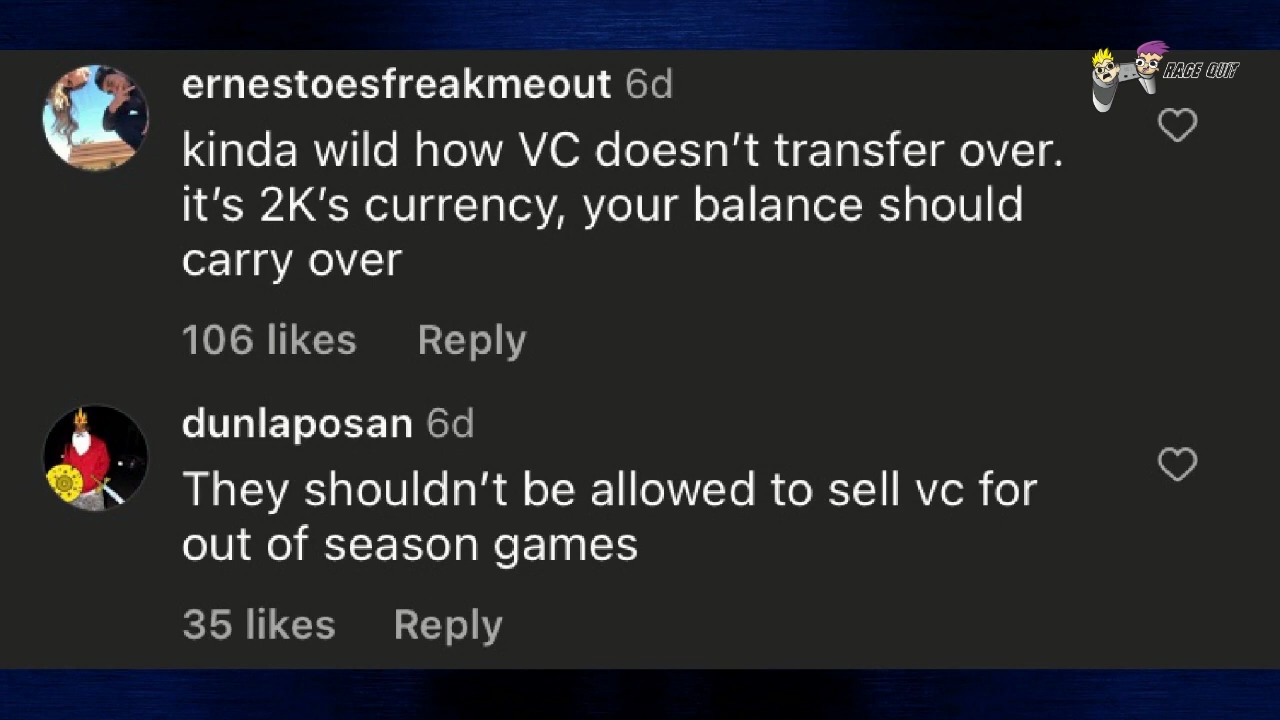 ernestoesfreakmeout 6d
RAGE QUIT
kinda wild how VC doesn't transfer over.
it's 2K's currency, your balance should
carry over
106 likes Reply
dunlaposan 6d
They shouldn't be allowed to sell vc for
out of season games
35 likes Reply